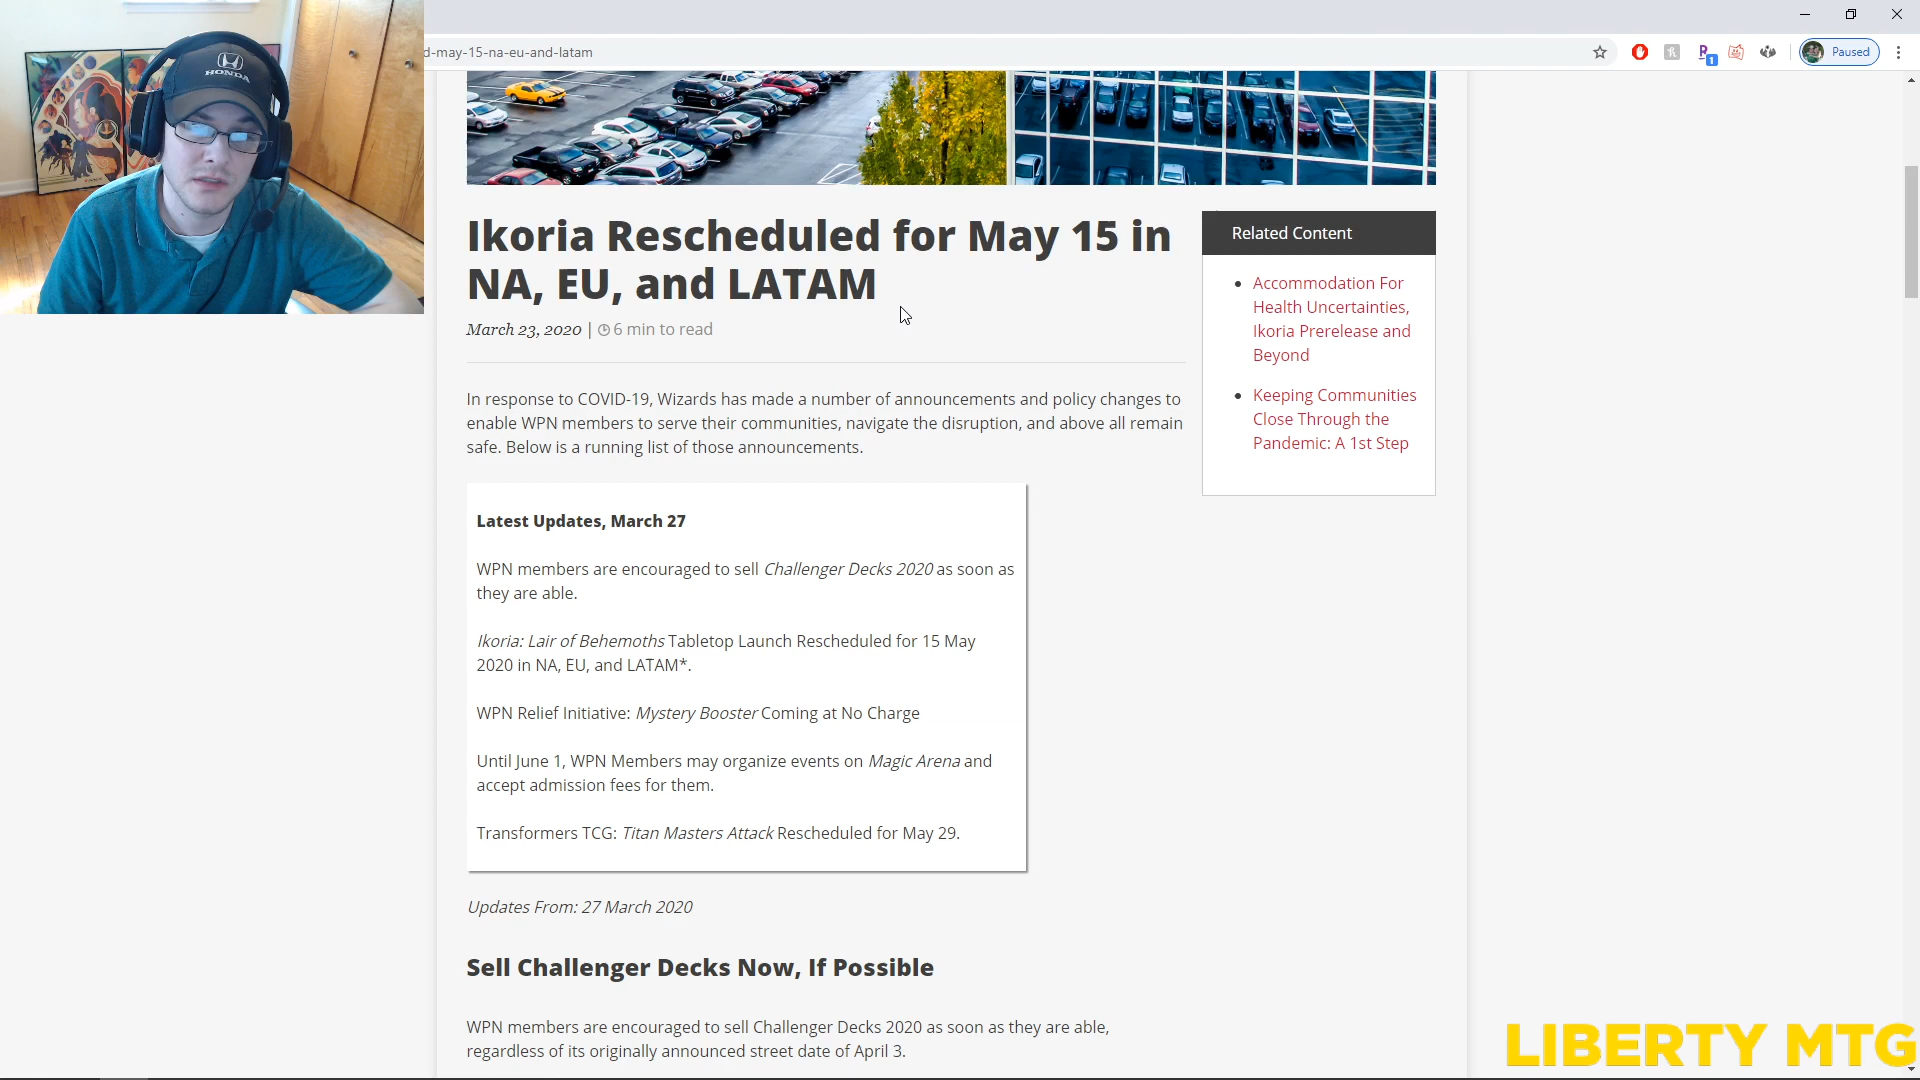 HONDA
d-may-15-na-eu-and-latam
1
Paused
Ikoria Rescheduled for May 15 in
NA, EU, and LATAM
March 23, 2020 | 6 min to read
In response to COVID-19, Wizards has made a number of announcements and policy changes to
enable WPN members to serve their communities, navigate the disruption, and above all remain
safe. Below is a running list of those announcements.
Latest Updates, March 27
WPN members are encouraged to sell Challenger Decks 2020 as soon as
they are able.
Ikoria: Lair of Behemoths Tabletop Launch Rescheduled for 15 May
2020 in NA, EU, and LATAM*.
WPN Relief Initiative: Mystery Booster Coming at No Charge
Until June 1, WPN Members may organize events on Magic Arena and
accept admission fees for them.
Transformers TCG: Titan Masters Attack Rescheduled for May 29.
Updates From: 27 March 2020
Sell Challenger Decks Now, If Possible
WPN members are encouraged to sell Challenger Decks 2020 as soon as they are able,
regardless of its originally announced street date of April 3.
Related Content
Accommodation For
Health Uncertainties,
Ikoria Prerelease and
Beyond
Keeping Communities
Close Through the
Pandemic: A 1st Step
LIBERTY MTG